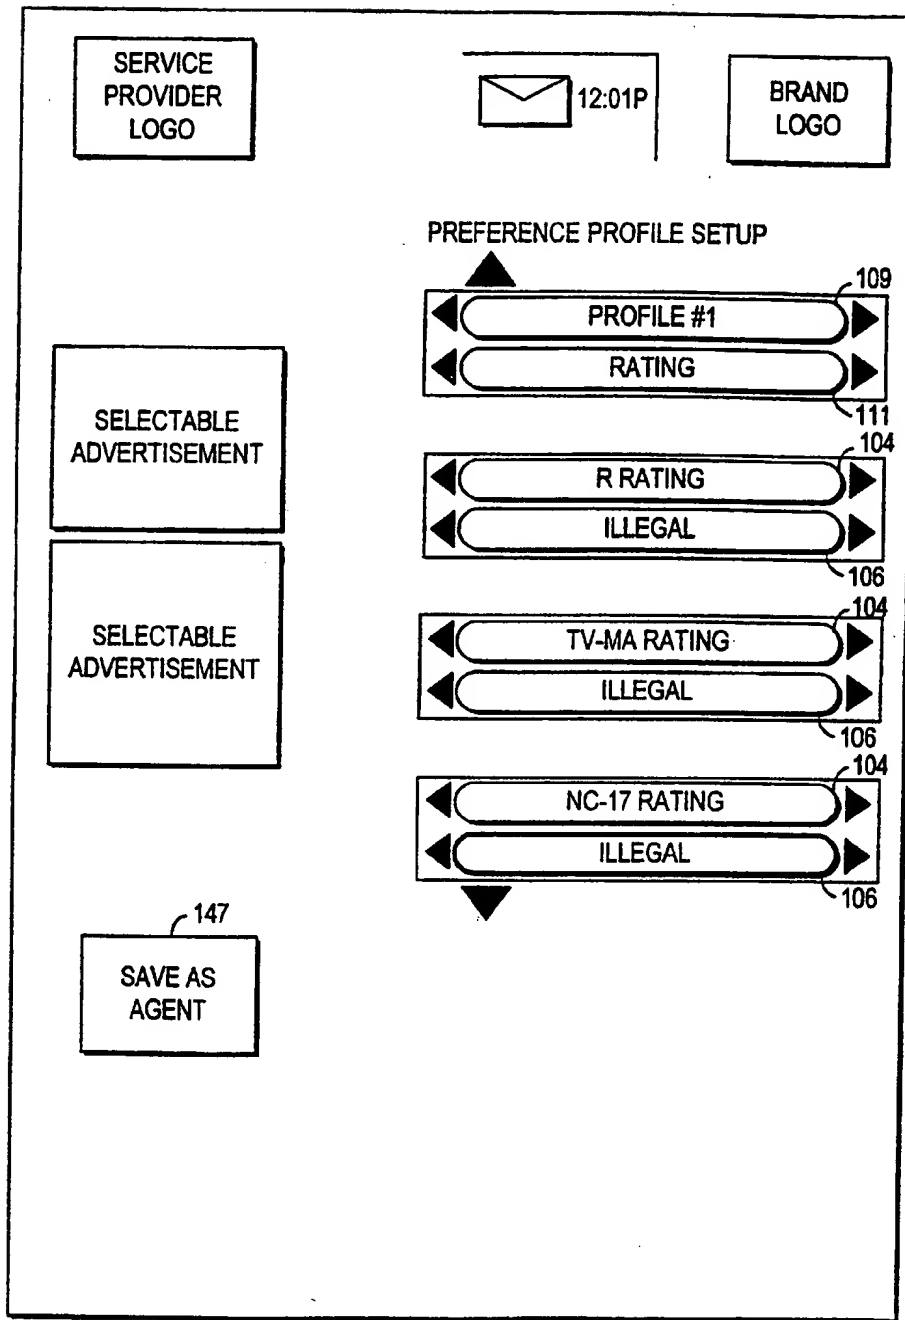 SERVICE
PROVIDER
LOGO
12:01P
BRAND
LOGO
PREFERENCE PROFILE SETUP
109
PROFILE #1
RATING
111
SELECTABLE
ADVERTISEMENT
104
R RATING
ILLEGAL
106
SELECTABLE
ADVERTISEMENT
104
TV-MA RATING
ILLEGAL
106
104
NC-17 RATING
ILLEGAL
106
147
SAVE AS
AGENT